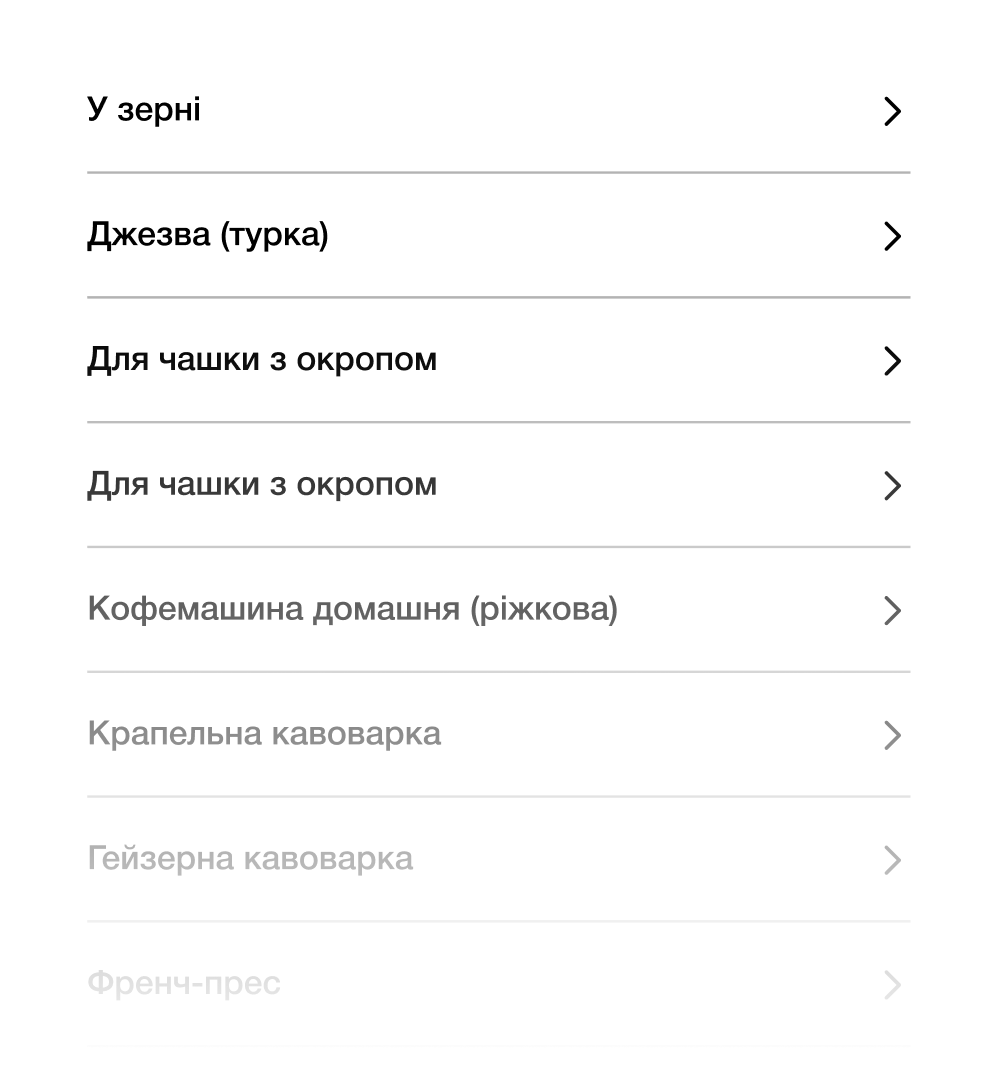 У зерні
Джезва (турка)
Для чашки з окропом
Для чашки з окропом
Кофемашина домашня (ріжкова)
Крапельна кавоварка
Гейзерна кавоварка
Френч-прес